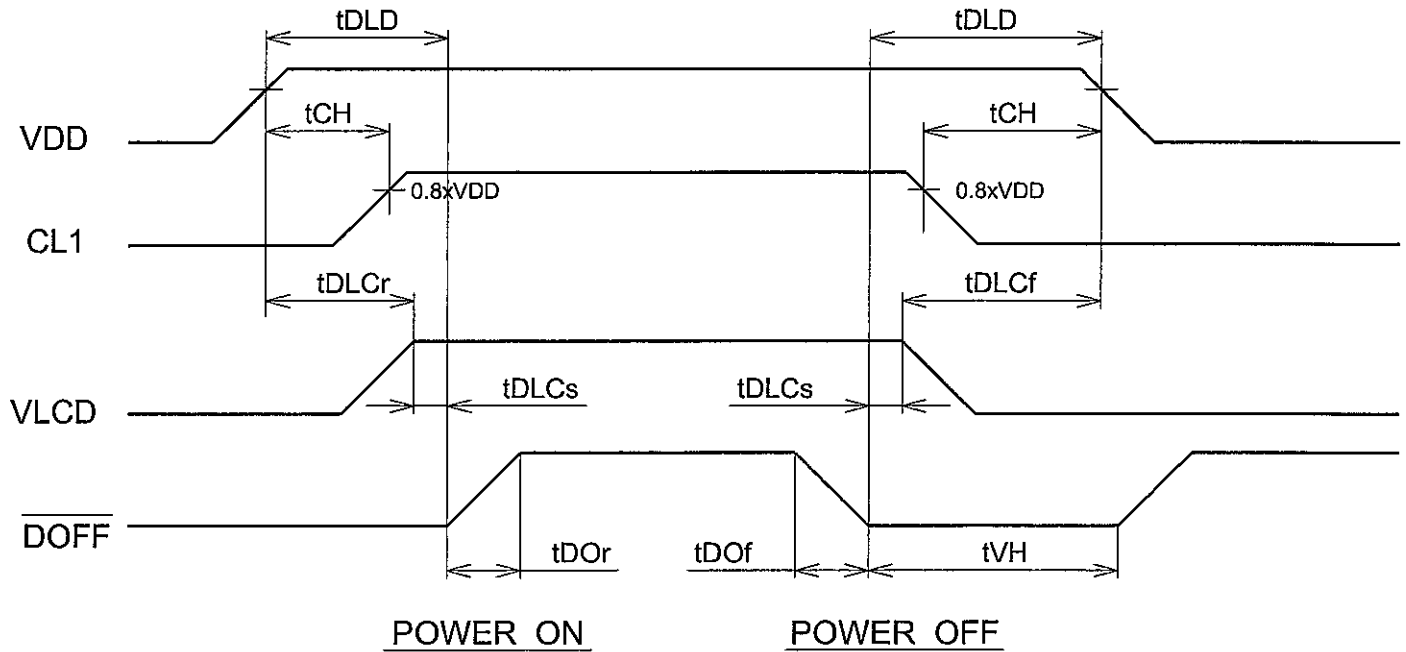 tDLD tDLD
VDD tCH tCH
0.8xVDD 0.8xVDD
CL1
tDLCr tDLCf
VLCD tDLCs tDLCs
DOFF
tDOr tDOf tVH
POWER ON POWER OFF